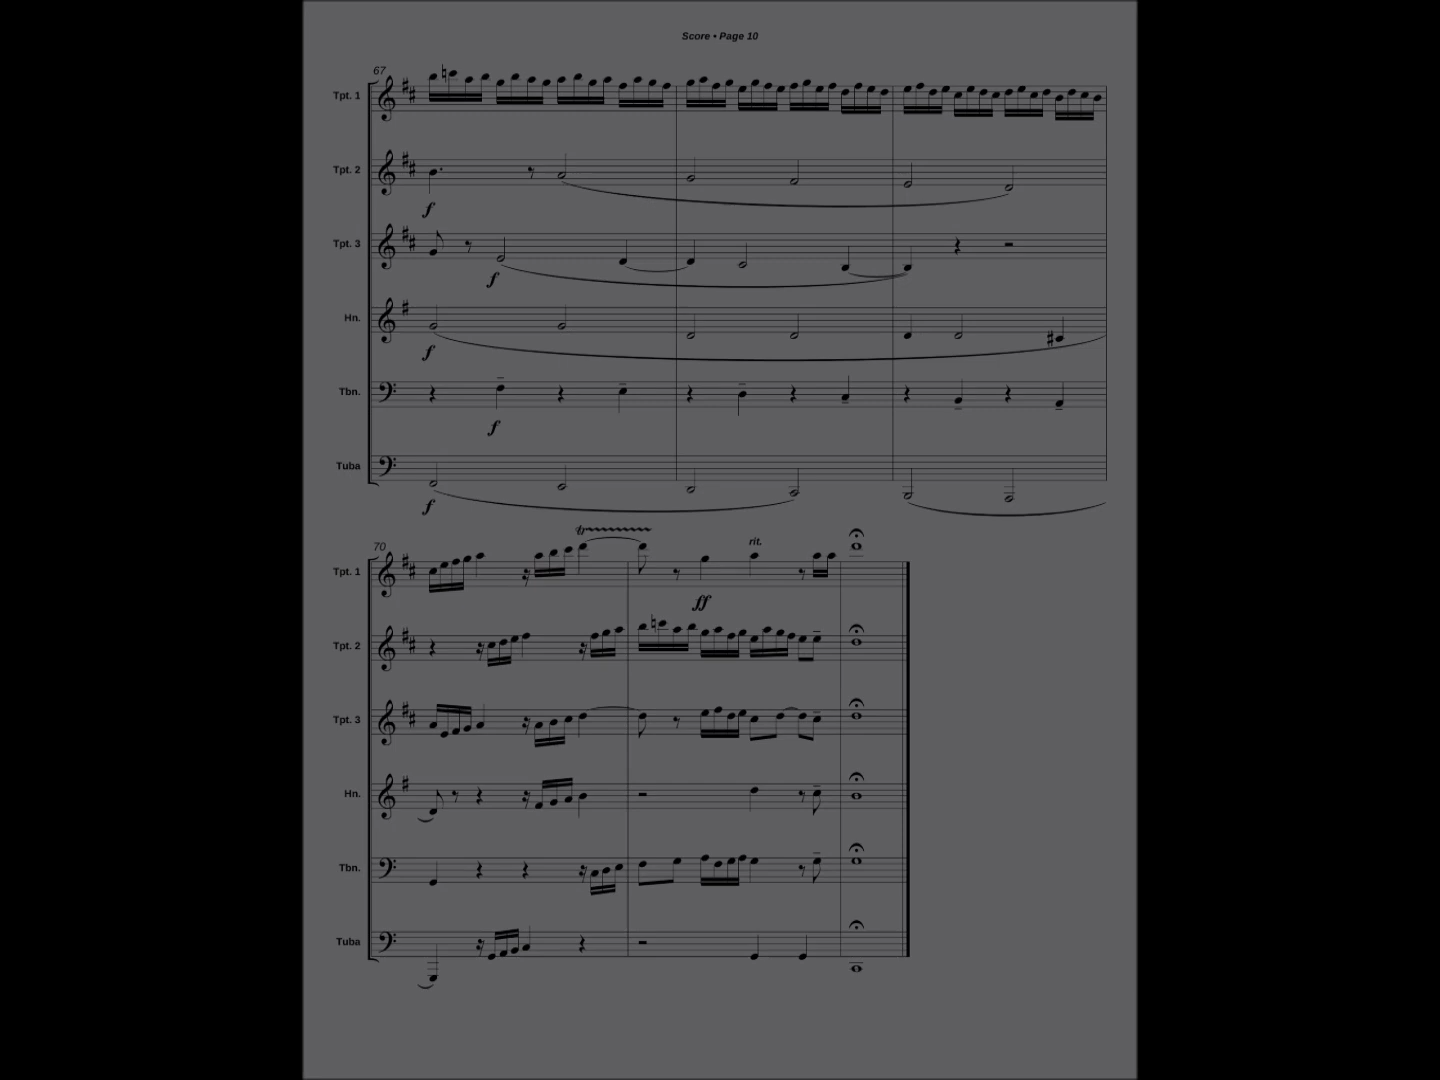 Score • Page 10
67
Tpt. 1
Tpt. 2
f
Tpt. 3
f
Hn.
f
Tbn.
f
Tuba
f
tr
70
rit.
Tpt. 1
ff
Tpt. 2
Tpt. 3
Hn.
Tbn.
Tuba